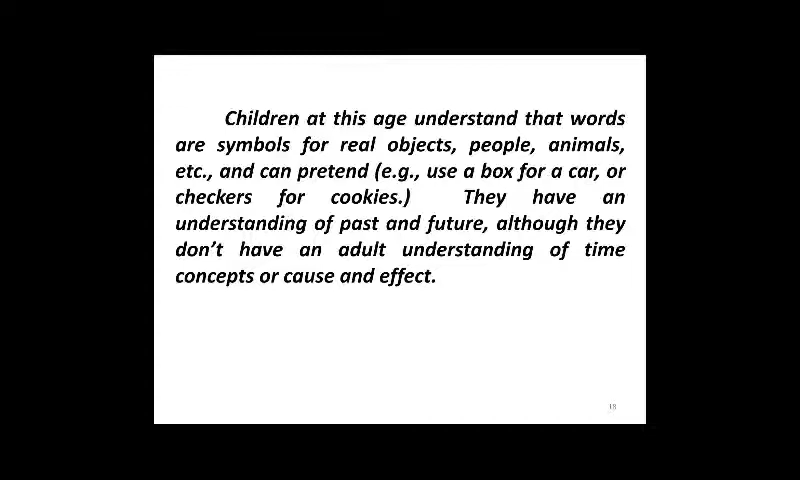 Children at this age understand that words
are symbols for real objects, people, animals,
etc., and can pretend (e.g., use a box for a car, or
checkers for cookies.) They have an
understanding of past and future, although they
don’t have an adult understanding of time
concepts or cause and effect.
18